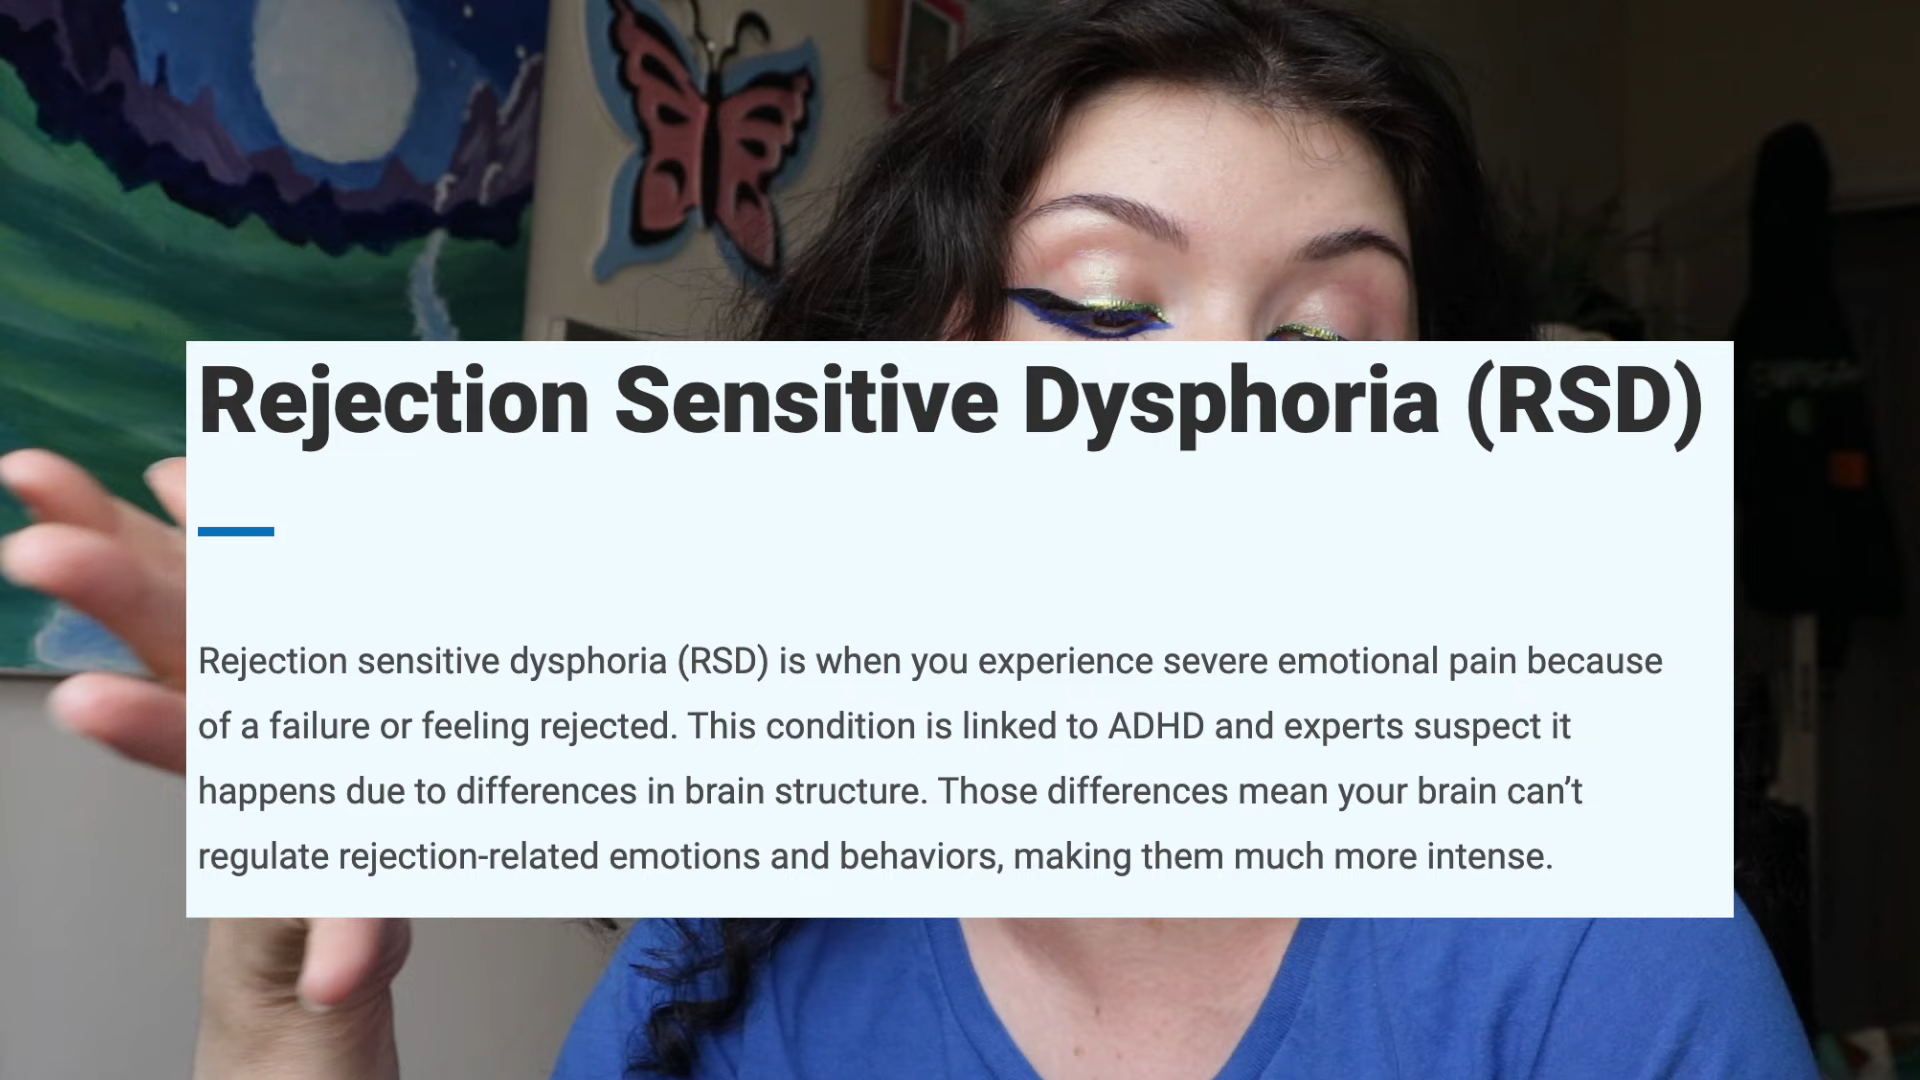 Rejection Sensitive Dysphoria (RSD)
Rejection sensitive dysphoria (RSD) is when you experience severe emotional pain because
of a failure or feeling rejected. This condition is linked to ADHD and experts suspect it
happens due to differences in brain structure. Those differences mean your brain can’t
regulate rejection-related emotions and behaviors, making them much more intense.